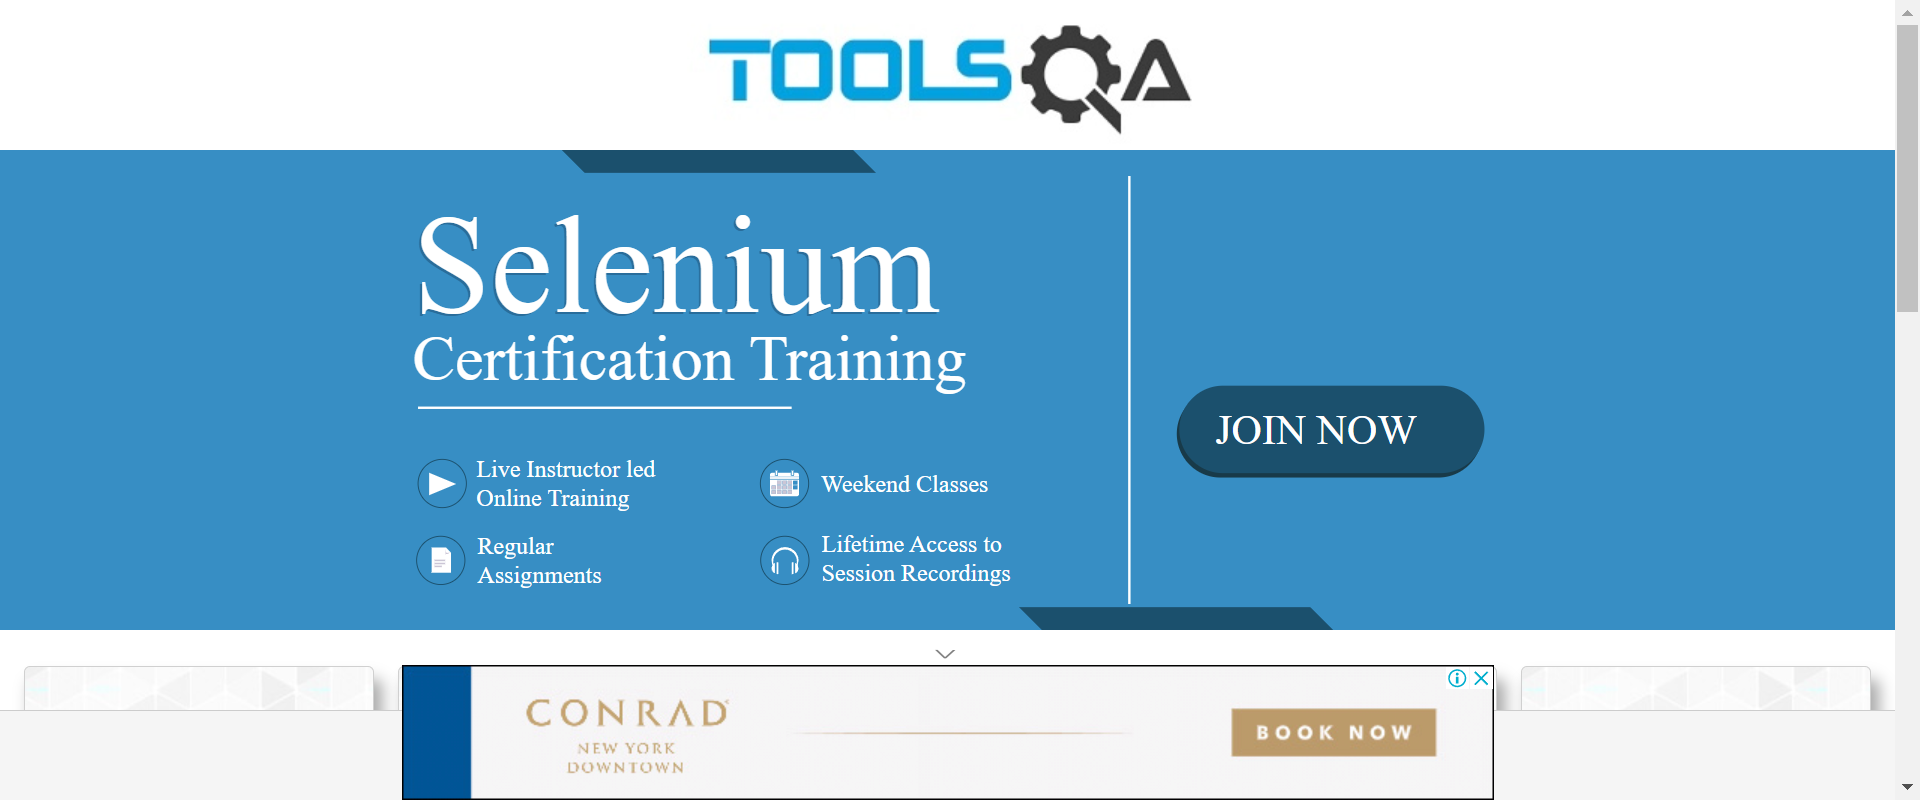 TOOLSQA
Selenium
Certification Training
Live Instructor led
Online Training
Weekend Classes
Regular
Assignments
Lifetime Access to
Session Recordings
JOIN NOW
CONRAD
NEW YORK
DOWNTOWN
BOOK NOW